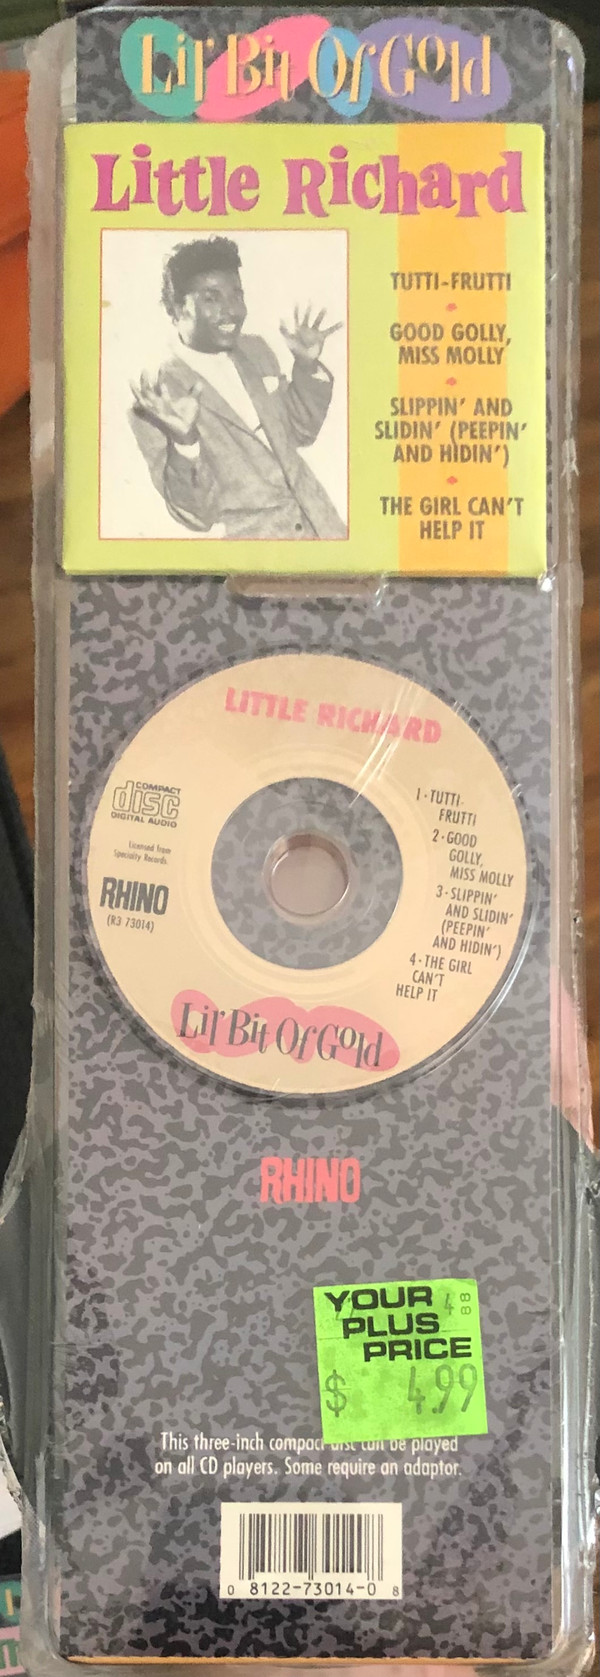 Lil' Bit Of Gold
Little Richard
TUTTI-FRUTTI
GOOD GOLLY,
MISS MOLLY
SLIPPIN' AND
SLIDIN' (PEEPIN'
AND HIDIN')
THE GIRL CAN'T
HELP IT
LITTLE RICHARD
COMPACT
disc
DIGITAL AUDIO
Licensed from
Specialty Records.
RHINO
(R3 73014)
1·TUTTI-
FRUTTI
2·GOOD
GOLLY,
MISS MOLLY
3·SLIPPIN'
AND SLIDIN'
(PEEPIN'
AND HIDIN')
4·THE GIRL
CAN'T
HELP IT
Lil' Bit Of Gold
RHINO
YOUR
PLUS
PRICE
$ 4.99
This three-inch compact disc can be played
on all CD players. Some require an adaptor.
0 8122-73014-0 8